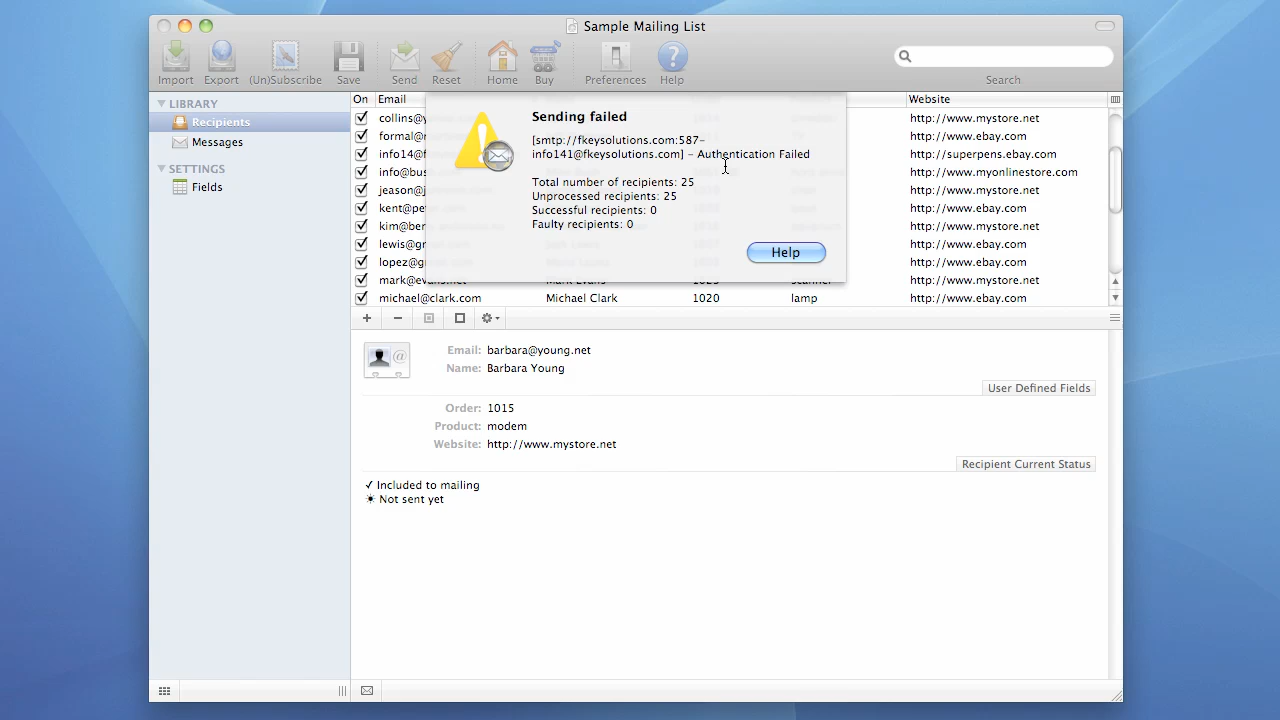 Sample Mailing List
Import Export (Un)Subscribe Save Send Reset Home Buy Preferences Help Search
LIBRARY
Recipients
Messages
SETTINGS
Fields
On Email Website
collins@y http://www.mystore.net
formal@ http://www.ebay.com
info14@f http://superpens.ebay.com
info@bus http://www.myonlinestore.com
jeason@j http://www.mystore.net
kent@pe http://www.ebay.com
kim@be http://www.mystore.net
lewis@gr http://www.ebay.com
lopez@g http://www.ebay.com
mark@evans.net Mark Evans http://www.mystore.net
michael@clark.com Michael Clark 1020 lamp http://www.ebay.com
Sending failed
[smtp://fkeysolutions.com:587-
info141@fkeysolutions.com] – Authentication Failed
Total number of recipients: 25
Unprocessed recipients: 25
Successful recipients: 0
Faulty recipients: 0
Help
Email: barbara@young.net
Name: Barbara Young
User Defined Fields
Order: 1015
Product: modem
Website: http://www.mystore.net
Recipient Current Status
✓ Included to mailing
☀ Not sent yet